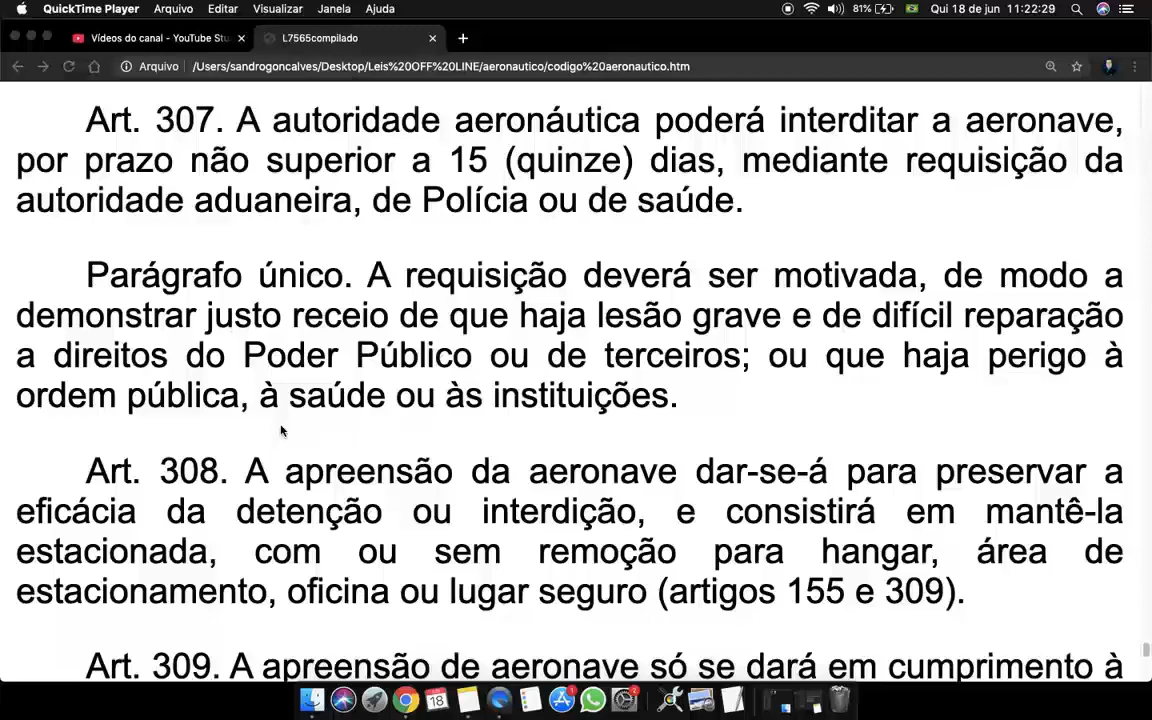 QuickTime Player Arquivo Editar Visualizar Janela Ajuda 81% Qui 18 de jun 11:22:29
Vídeos do canal - YouTube Stu L7565compilado
Arquivo /Users/sandrogoncalves/Desktop/Leis%20OFF%20LINE/aeronautico/codigo%20aeronautico.htm
Art. 307. A autoridade aeronáutica poderá interditar a aeronave,
por prazo não superior a 15 (quinze) dias, mediante requisição da
autoridade aduaneira, de Polícia ou de saúde.
Parágrafo único. A requisição deverá ser motivada, de modo a
demonstrar justo receio de que haja lesão grave e de difícil reparação
a direitos do Poder Público ou de terceiros; ou que haja perigo à
ordem pública, à saúde ou às instituições.
Art. 308. A apreensão da aeronave dar-se-á para preservar a
eficácia da detenção ou interdição, e consistirá em mantê-la
estacionada, com ou sem remoção para hangar, área de
estacionamento, oficina ou lugar seguro (artigos 155 e 309).
Art. 309. A apreensão de aeronave só se dará em cumprimento à
18 1 2